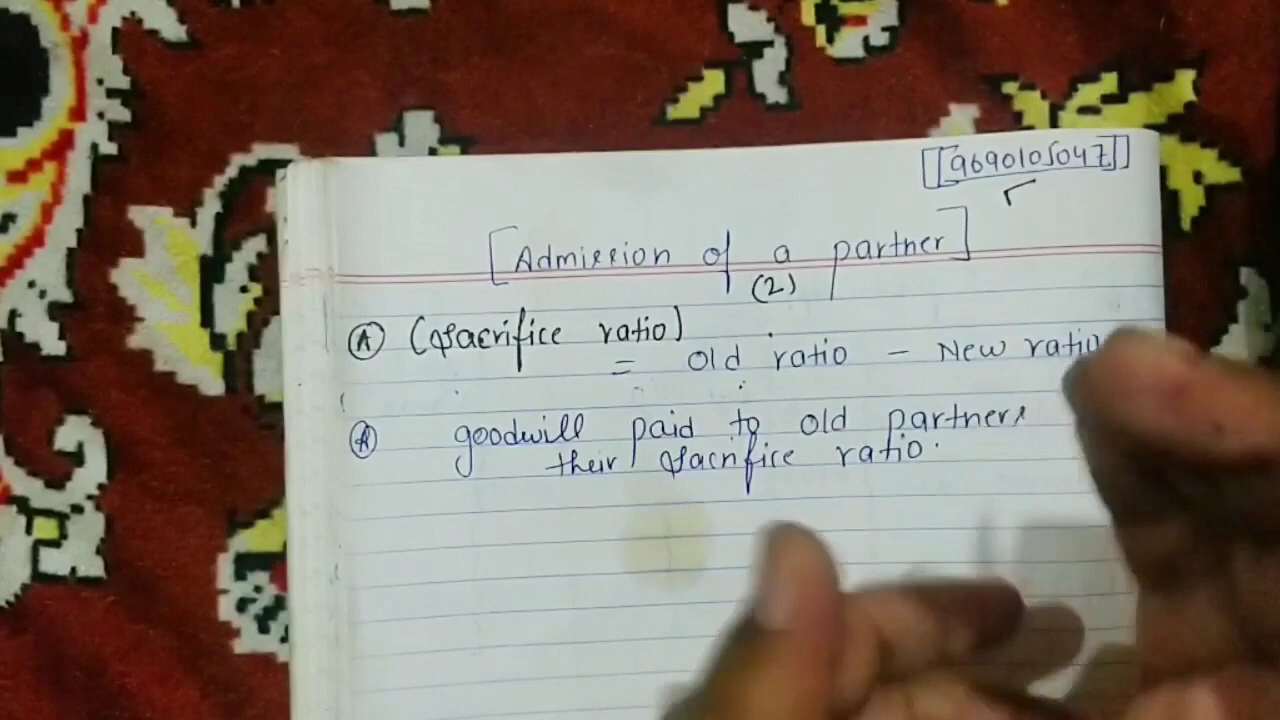 [[9690105047]]
[Admission of a partner]
(2)
(A) (Sacrifice ratio)
= old ratio - New ratio
(A) goodwill paid to old partners
their sacrifice ratio.